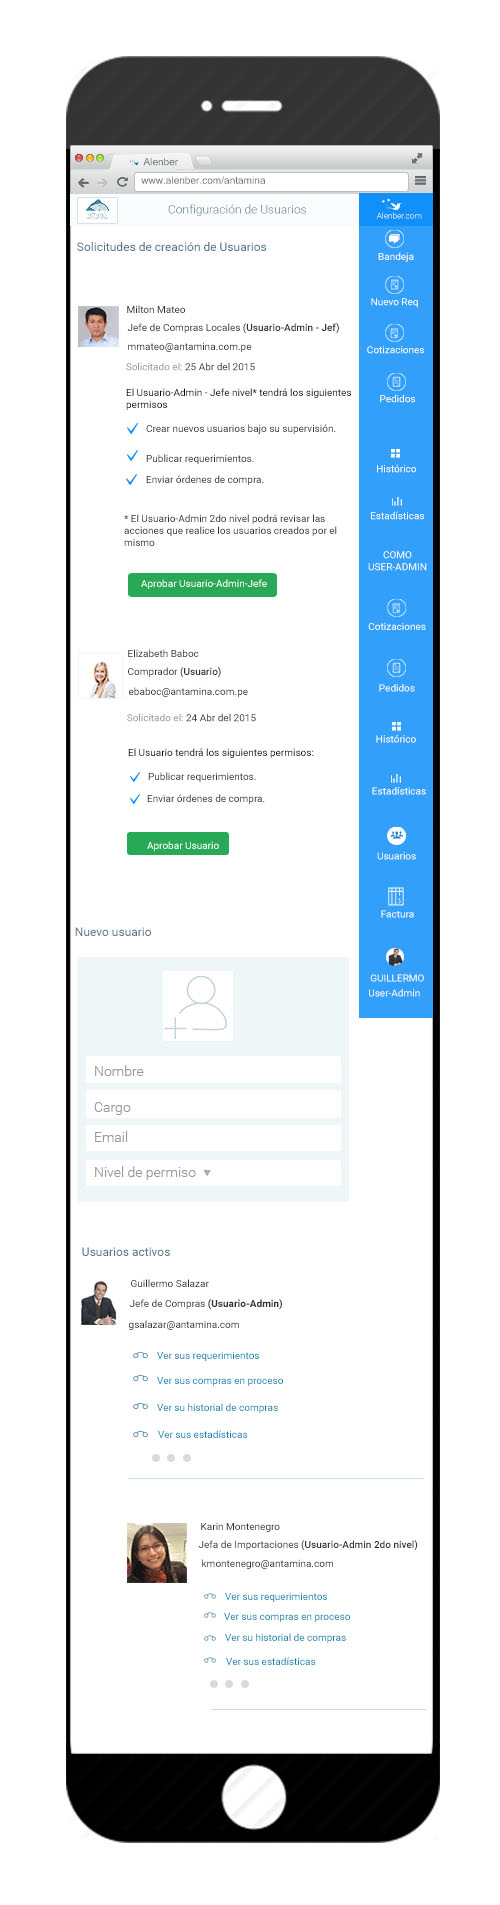 Alenber
www.alenber.com/antamina
Configuración de Usuarios
Alenber.com
Solicitudes de creación de Usuarios
Milton Mateo
Jefe de Compras Locales (Usuario-Admin - Jef)
mmateo@antamina.com.pe
Solicitado el: 25 Abr del 2015
El Usuario-Admin - Jefe nivel* tendrá los siguientes
permisos
Crear nuevos usuarios bajo su supervisión.
Publicar requerimientos.
Enviar órdenes de compra.
* El Usuario-Admin 2do nivel podrá revisar las
acciones que realice los usuarios creados por el
mismo
Aprobar Usuario-Admin-Jefe
Elizabeth Baboc
Comprador (Usuario)
ebaboc@antamina.com.pe
Solicitado el: 24 Abr del 2015
El Usuario tendrá los siguientes permisos:
Publicar requerimientos.
Enviar órdenes de compra.
Aprobar Usuario
Bandeja
Nuevo Req
Cotizaciones
Pedidos
Histórico
Estadísticas
COMO
USER-ADMIN
Cotizaciones
Pedidos
Histórico
Estadísticas
Usuarios
Factura
GUILLERMO
User-Admin
Nuevo usuario
Nombre
Cargo
Email
Nivel de permiso
Usuarios activos
Guillermo Salazar
Jefe de Compras (Usuario-Admin)
gsalazar@antamina.com
Ver sus requerimientos
Ver sus compras en proceso
Ver su historial de compras
Ver sus estadísticas
Karin Montenegro
Jefa de Importaciones (Usuario-Admin 2do nivel)
kmontenegro@antamina.com
Ver sus requerimientos
Ver sus compras en proceso
Ver su historial de compras
Ver sus estadísticas